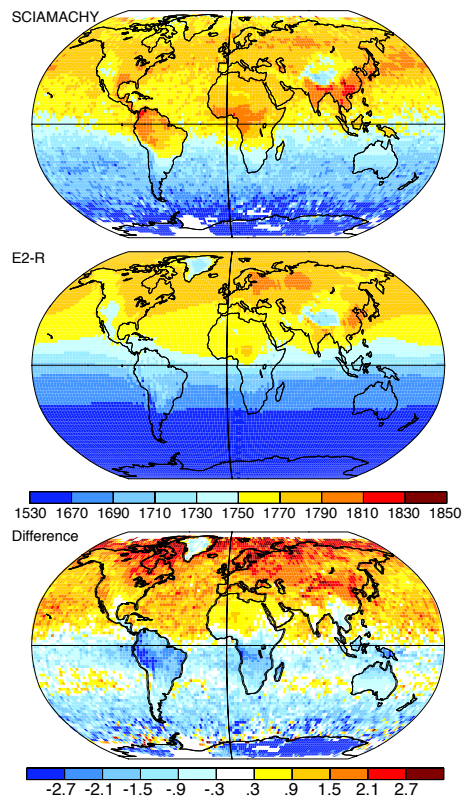 SCIAMACHY
E2-R
1530 1670 1690 1710 1730 1750 1770 1790 1810 1830 1850
Difference
-2.7 -2.1 -1.5 -.9 -.3 .3 .9 1.5 2.1 2.7